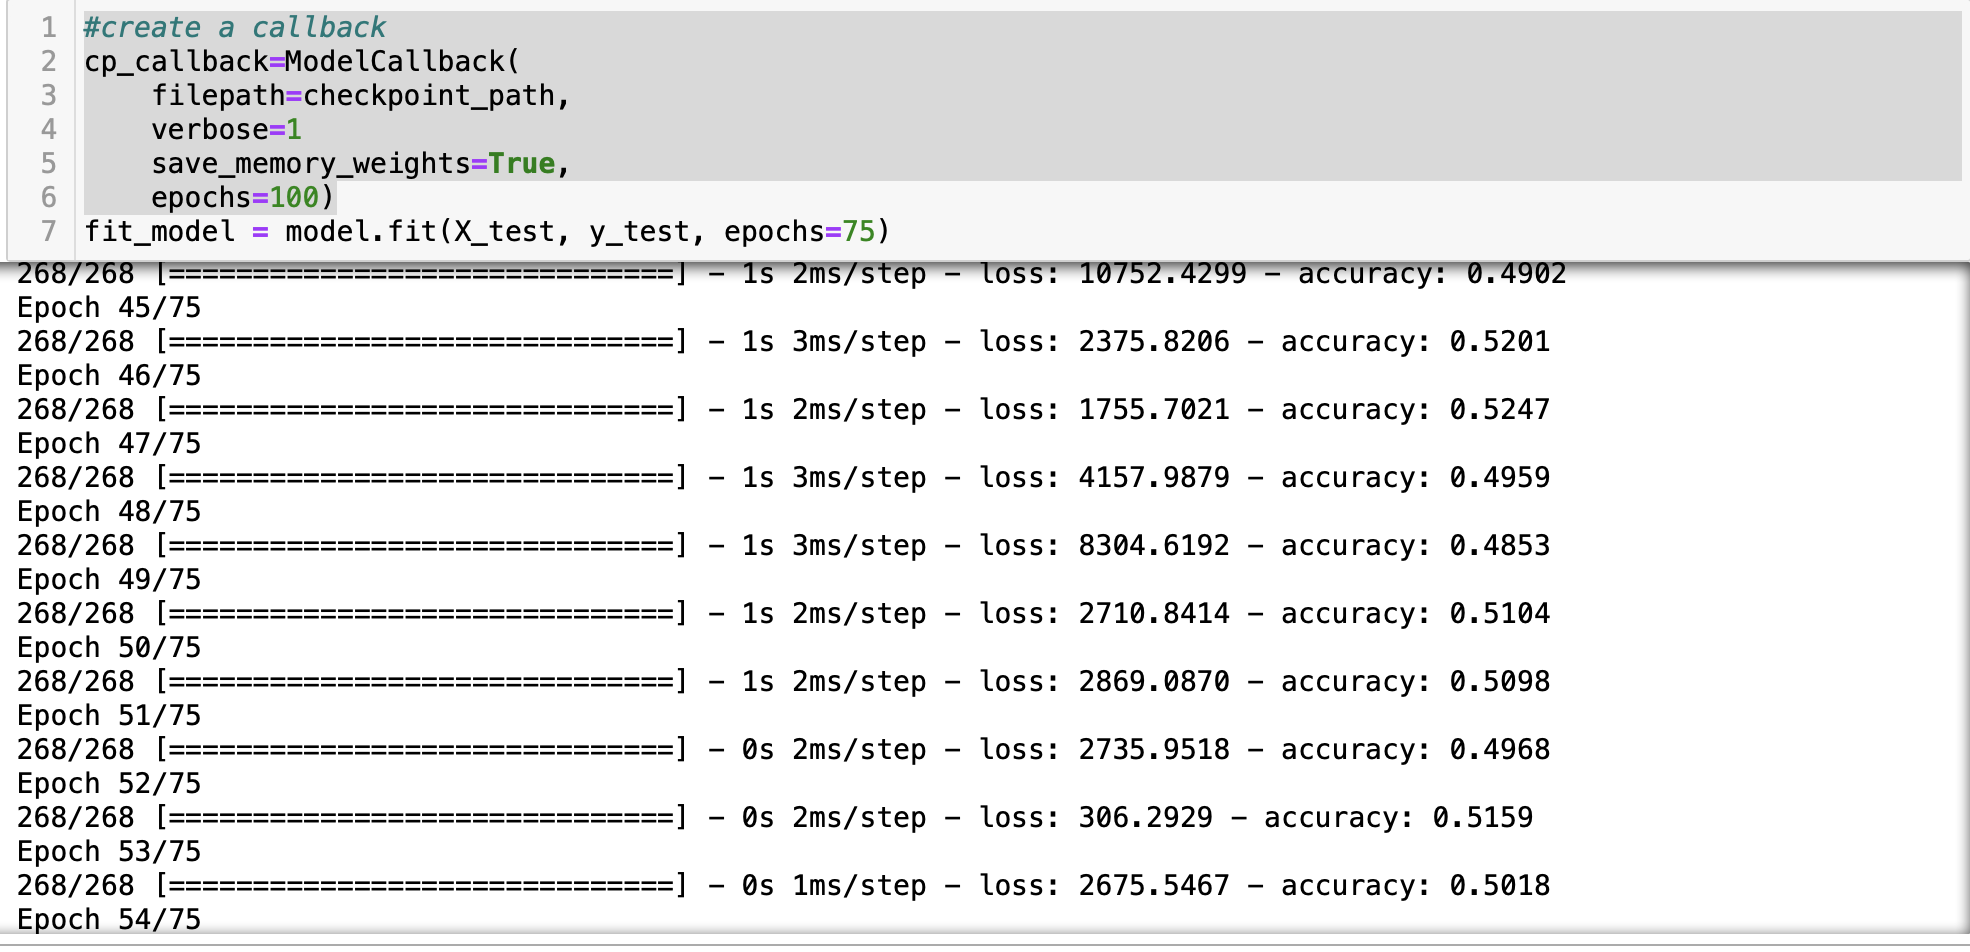 1 #create a callback
2 cp_callback=ModelCallback(
3     filepath=checkpoint_path,
4     verbose=1
5     save_memory_weights=True,
6     epochs=100)
7 fit_model = model.fit(X_test, y_test, epochs=75)
268/268 [==============================] - 1s 2ms/step - loss: 10752.4299 - accuracy: 0.4902
Epoch 45/75
268/268 [==============================] - 1s 3ms/step - loss: 2375.8206 - accuracy: 0.5201
Epoch 46/75
268/268 [==============================] - 1s 2ms/step - loss: 1755.7021 - accuracy: 0.5247
Epoch 47/75
268/268 [==============================] - 1s 3ms/step - loss: 4157.9879 - accuracy: 0.4959
Epoch 48/75
268/268 [==============================] - 1s 3ms/step - loss: 8304.6192 - accuracy: 0.4853
Epoch 49/75
268/268 [==============================] - 1s 2ms/step - loss: 2710.8414 - accuracy: 0.5104
Epoch 50/75
268/268 [==============================] - 1s 2ms/step - loss: 2869.0870 - accuracy: 0.5098
Epoch 51/75
268/268 [==============================] - 0s 2ms/step - loss: 2735.9518 - accuracy: 0.4968
Epoch 52/75
268/268 [==============================] - 0s 2ms/step - loss: 306.2929 - accuracy: 0.5159
Epoch 53/75
268/268 [==============================] - 0s 1ms/step - loss: 2675.5467 - accuracy: 0.5018
Epoch 54/75